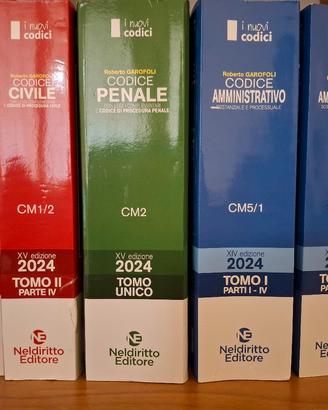 i nuovi
codici
Roberto GAROFOLI
CODICE
CIVILE
E CODICE DI PROCEDURA CIVILE
CM1/2
XV edizione
2024
TOMO II
PARTE IV
NE
Neldiritto
Editore
i nuovi
codici
Roberto GAROFOLI
CODICE
PENALE
E CODICE DI PROCEDURA PENALE
CM2
XV edizione
2024
TOMO
UNICO
NE
Neldiritto
Editore
i nuovi
codici
Roberto GAROFOLI
CODICE
AMMINISTRATIVO
SOSTANZIALE E PROCESSUALE
CM5/1
XIV edizione
2024
TOMO I
PARTI I - IV
NE
Neldiritto
Editore